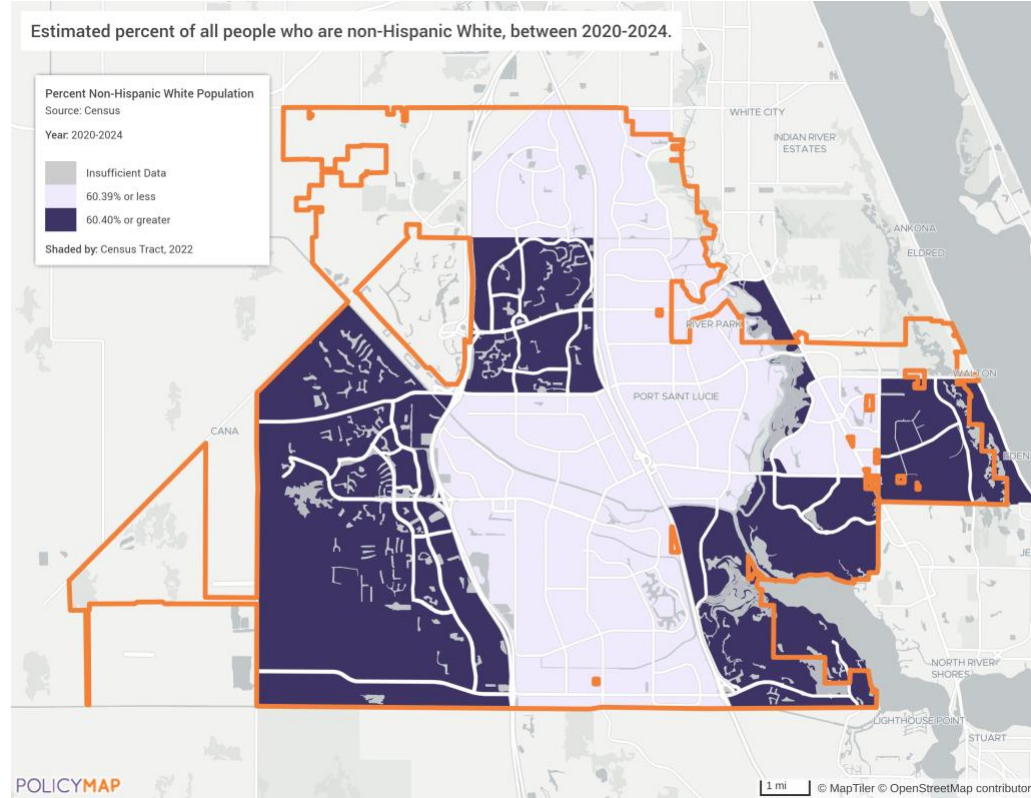 Estimated percent of all people who are non-Hispanic White, between 2020-2024.
Percent Non-Hispanic White Population
Source: Census
Year: 2020-2024
Insufficient Data
60.39% or less
60.40% or greater
Shaded by: Census Tract, 2022
WHITE CITY
INDIAN RIVER
ESTATES
ANKONA
ELDRED
RIVER PARK
WALTON
PORT SAINT LUCIE
CANA
EDEN
JE
NORTH RIVER
SHORES
LIGHTHOUSE POINT
STUART
POLICYMAP
1 mi
© MapTiler © OpenStreetMap contributor